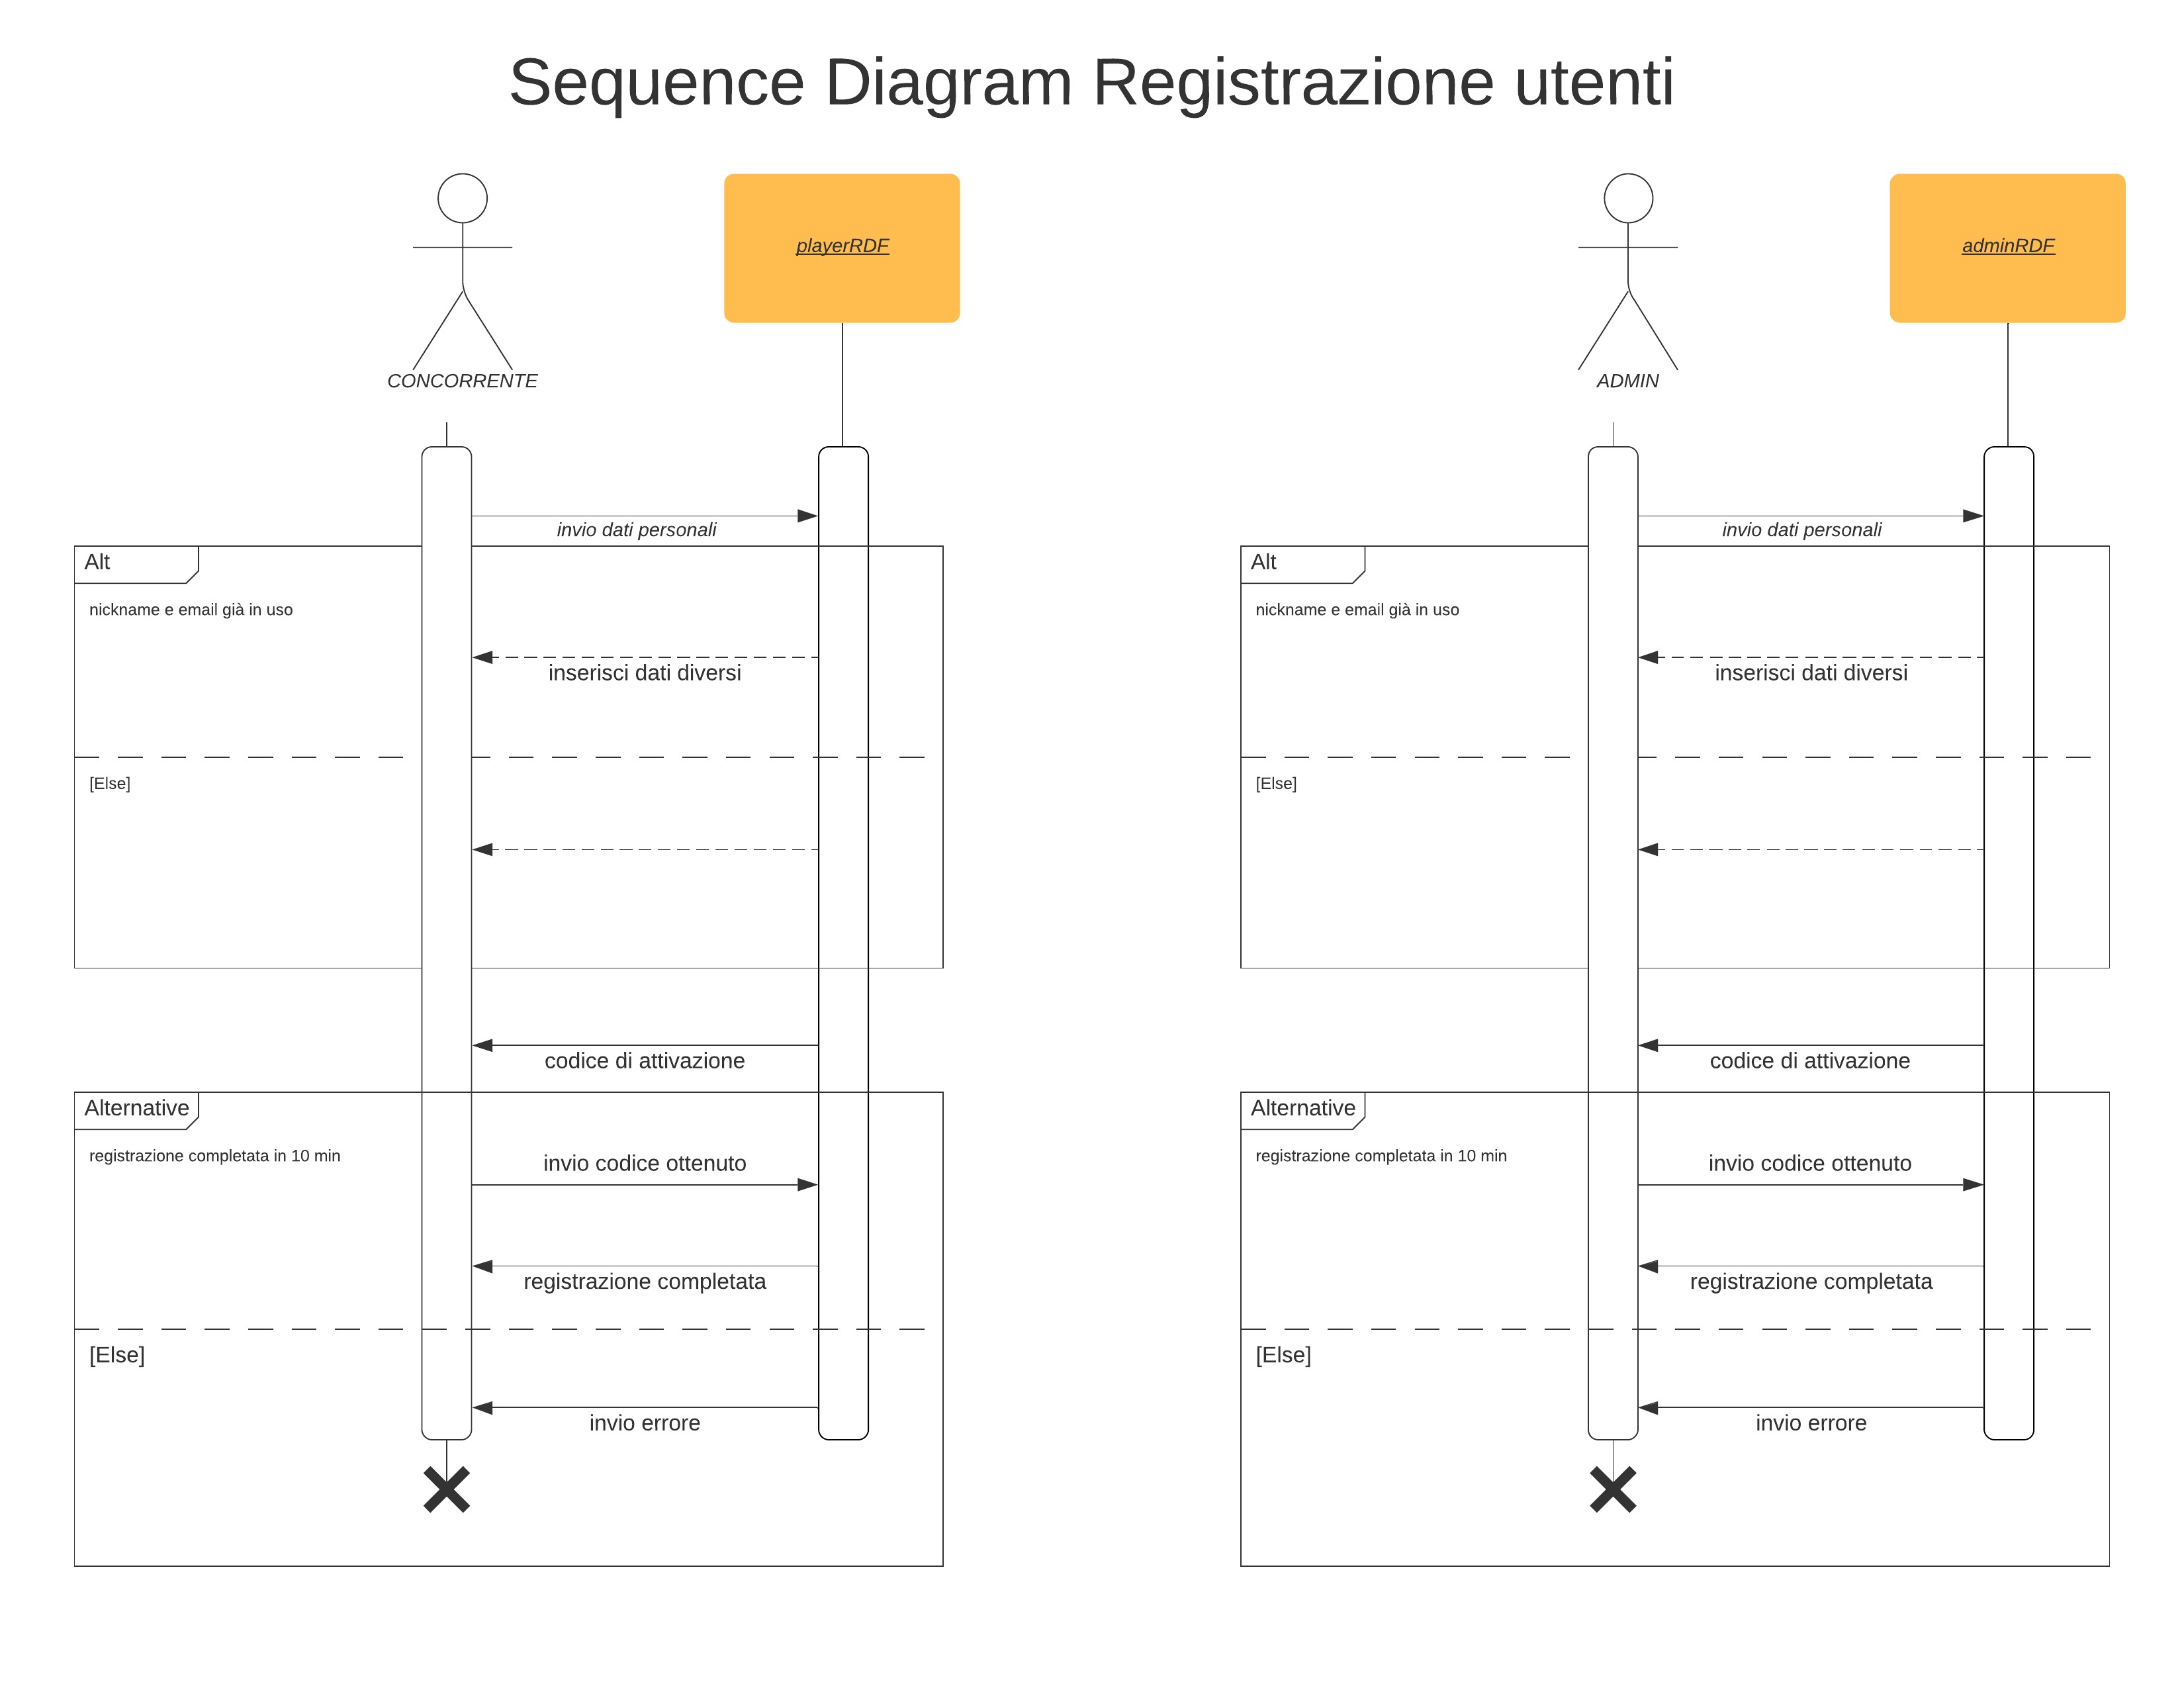 Sequence Diagram Registrazione utenti
playerRDF
CONCORRENTE
invio dati personali
Alt
nickname e email già in uso
inserisci dati diversi
[Else]
codice di attivazione
Alternative
registrazione completata in 10 min
invio codice ottenuto
registrazione completata
[Else]
invio errore
adminRDF
ADMIN
invio dati personali
Alt
nickname e email già in uso
inserisci dati diversi
[Else]
codice di attivazione
Alternative
registrazione completata in 10 min
invio codice ottenuto
registrazione completata
[Else]
invio errore